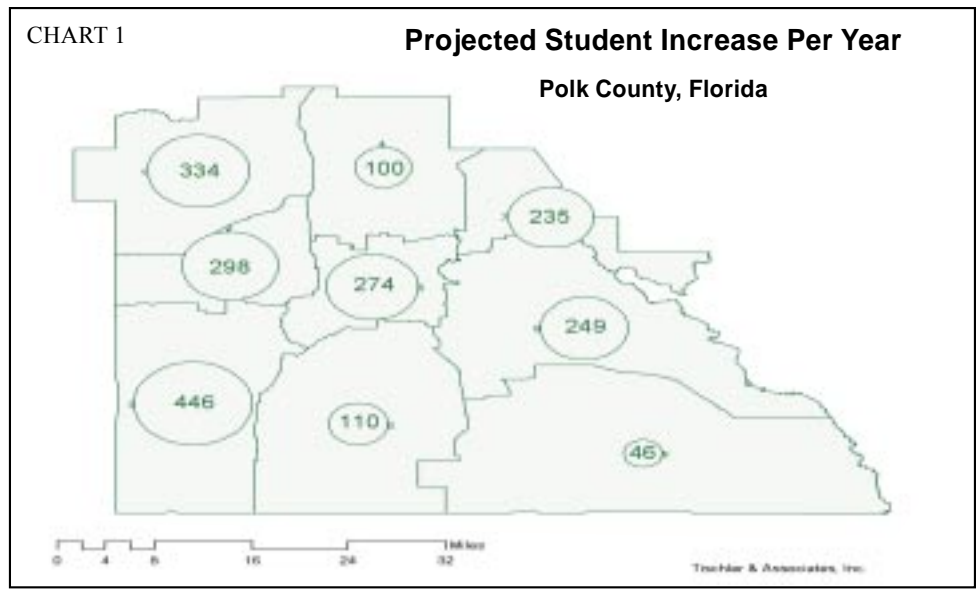 CHART 1
Projected Student Increase Per Year
Polk County, Florida
334
100
235
298
274
249
446
110
46
Miles
0 4 8 16 24 32
Tischler & Associates, Inc.